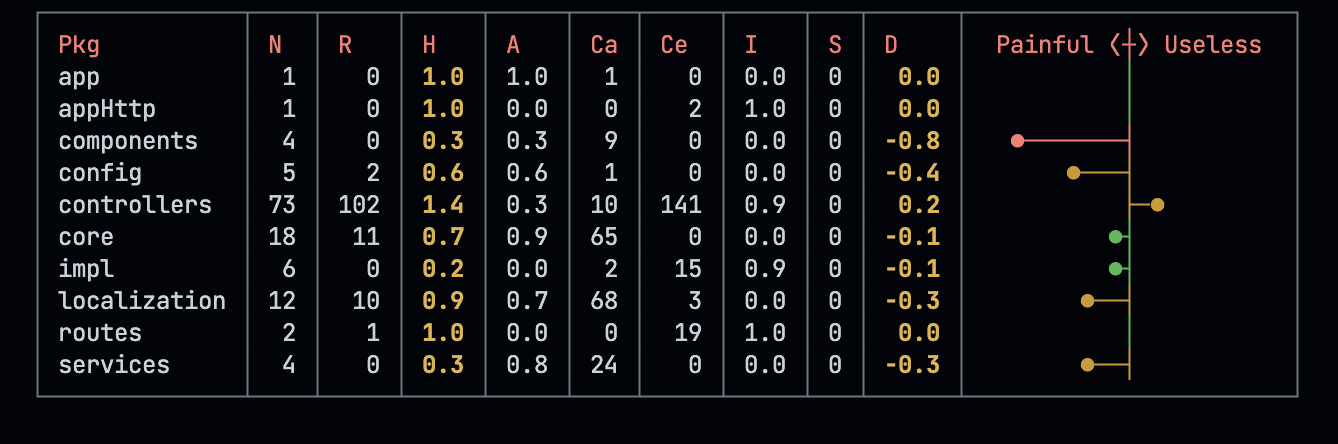 Pkg N R H A Ca Ce I S D Painful ⟨-⟩ Useless
app 1 0 1.0 1.0 1 0 0.0 0 0.0
appHttp 1 0 1.0 0.0 0 2 1.0 0 0.0
components 4 0 0.3 0.3 9 0 0.0 0 -0.8
config 5 2 0.6 0.6 1 0 0.0 0 -0.4
controllers 73 102 1.4 0.3 10 141 0.9 0 0.2
core 18 11 0.7 0.9 65 0 0.0 0 -0.1
impl 6 0 0.2 0.0 2 15 0.9 0 -0.1
localization 12 10 0.9 0.7 68 3 0.0 0 -0.3
routes 2 1 1.0 0.0 0 19 1.0 0 0.0
services 4 0 0.3 0.8 24 0 0.0 0 -0.3